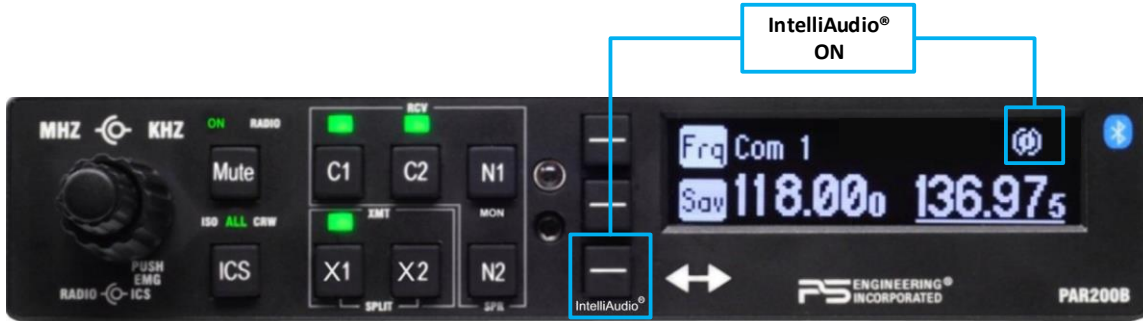 IntelliAudio®
ON
MHZ KHZ
ON RADIO
Mute
ISO ALL CRW
ICS
PUSH
EMG
RADIO ICS
RCV
C1 C2 N1
MON
XMT
X1 X2 N2
SPLIT SPR
IntelliAudio®
Frq Com 1
Sav 118.000 136.975
PS ENGINEERING®
INCORPORATED
PAR200B